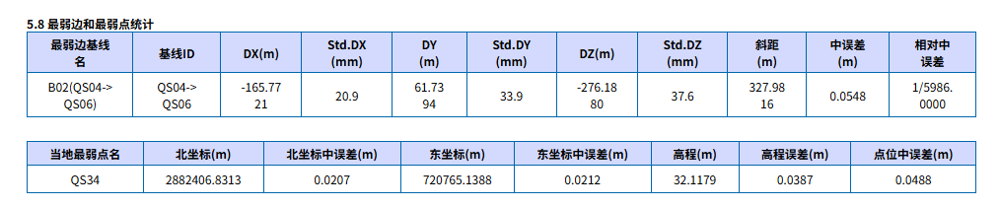 5.8 最弱边和最弱点统计
最弱边基线名 基线ID DX(m) Std.DX(mm) DY(m) Std.DY(mm) DZ(m) Std.DZ(mm) 斜距(m) 中误差(m) 相对中误差
B02(QS04->QS06) QS04->QS06 -165.7721 20.9 61.7394 33.9 -276.1880 37.6 327.9816 0.0548 1/5986.0000
当地最弱点名 北坐标(m) 北坐标中误差(m) 东坐标(m) 东坐标中误差(m) 高程(m) 高程误差(m) 点位中误差(m)
QS34 2882406.8313 0.0207 720765.1388 0.0212 32.1179 0.0387 0.0488